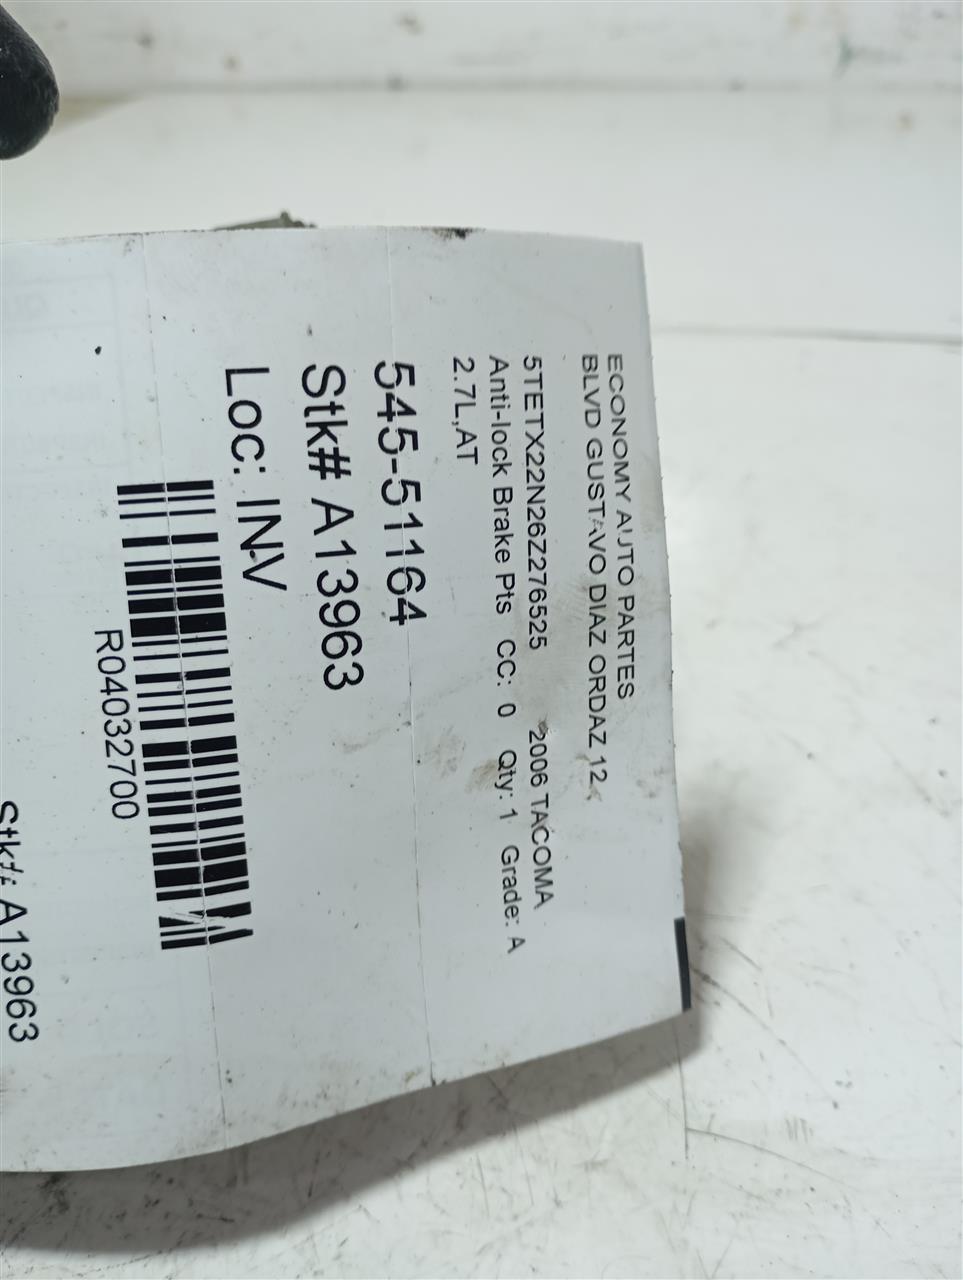 ECONOMY AUTO PARTES
BLVD GUSTAVO DIAZ ORDAZ 12
5TETX22N26Z276525 2006 TACOMA
Anti-lock Brake Pts CC: 0 Qty: 1 Grade: A
2.7L,AT
545-51164
Stk# A13963
Loc: INV
R04032700
Stk# A13963